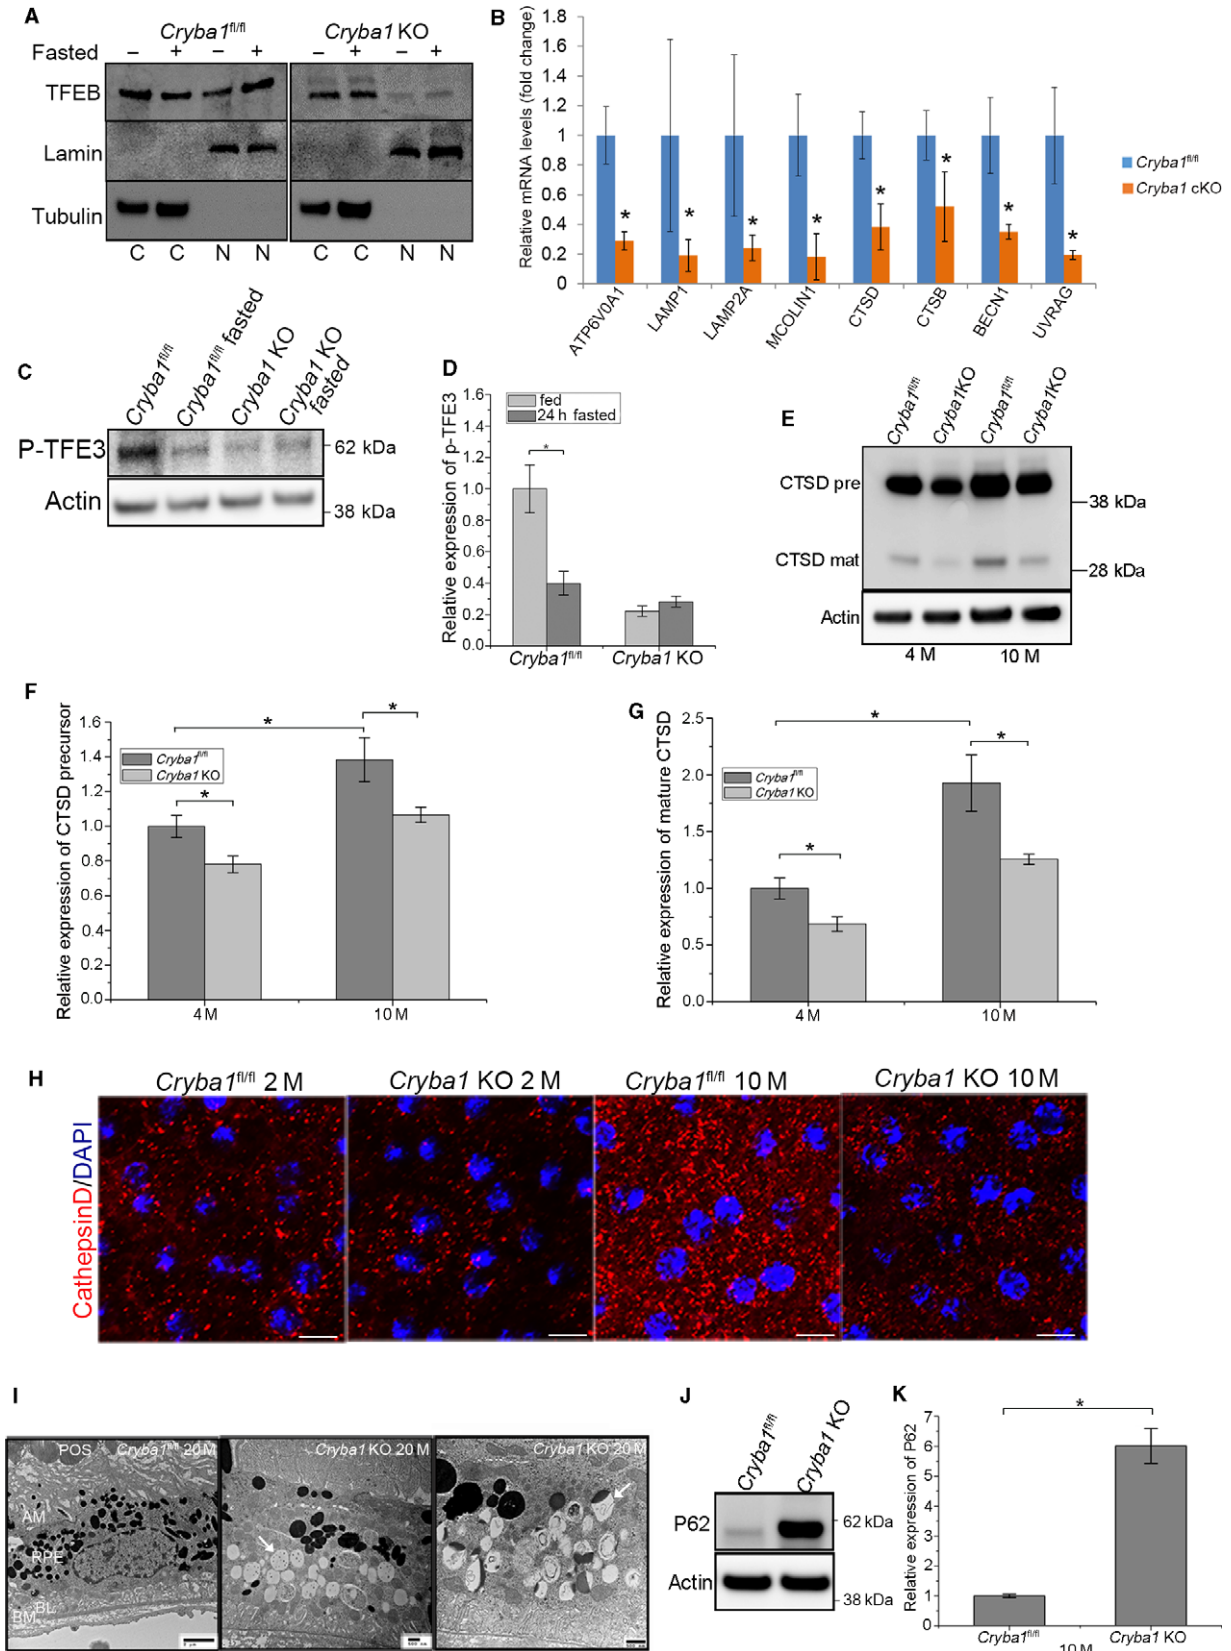 A
Cryba1fl/fl Cryba1 KO
Fasted – + – + – + – +
TFEB
Lamin
Tubulin
C C N N C C N N
B
Relative mRNA levels (fold change)
1.8
1.6
1.4
1.2
1
0.8
0.6
0.4
0.2
0
* * * * * * * *
ATP6V0A1 LAMP1 LAMP2A MCOLIN1 CTSD CTSB BECN1 UVRAG
Cryba1fl/fl
Cryba1 cKO
C
Cryba1fl/fl
Cryba1fl/fl fasted
Cryba1 KO
Cryba1 KO fasted
P-TFE3
62 kDa
Actin
38 kDa
D
Relative expression of p-TFE3
1.6
1.4
1.2
1.0
0.8
0.6
0.4
0.2
0.0
fed
24 h fasted
*
Cryba1fl/fl Cryba1 KO
E
Cryba1fl/fl
Cryba1KO
Cryba1fl/fl
Cryba1KO
CTSD pre
38 kDa
CTSD mat
28 kDa
Actin
4 M 10 M
F
Relative expression of CTSD precursor
1.6
1.4
1.2
1.0
0.8
0.6
0.4
0.2
0.0
Cryba1fl/fl
Cryba1 KO
* * *
4 M 10 M
G
Relative expression of mature CTSD
2.5
2.0
1.5
1.0
0.5
0.0
Cryba1fl/fl
Cryba1 KO
* * *
4 M 10 M
H
Cryba1fl/fl 2 M Cryba1 KO 2 M Cryba1fl/fl 10 M Cryba1 KO 10 M
CathepsinD/DAPI
I
POS Cryba1fl/fl 20 M
AM
RPE
BL
BM
Cryba1 KO 20 M
Cryba1 KO 20 M
J
Cryba1fl/fl
Cryba1 KO
P62
62 kDa
Actin
38 kDa
K
Relative expression of P62
7
6
5
4
3
2
1
0
*
Cryba1fl/fl Cryba1 KO
10 M